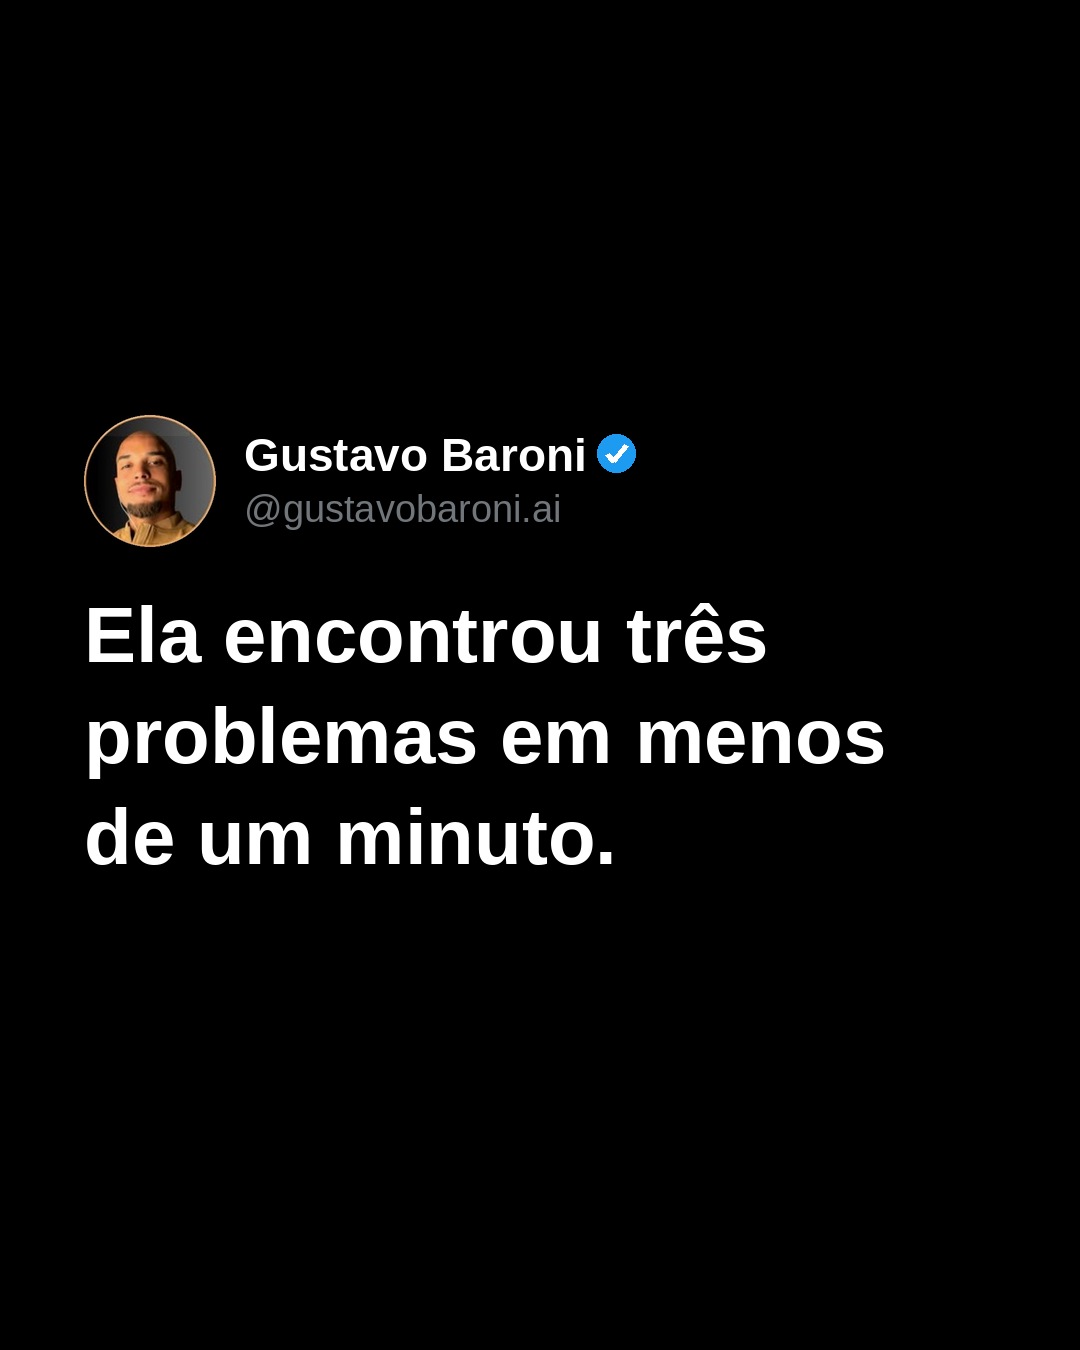 Gustavo Baroni
@gustavobaroni.ai
Ela encontrou três
problemas em menos
de um minuto.